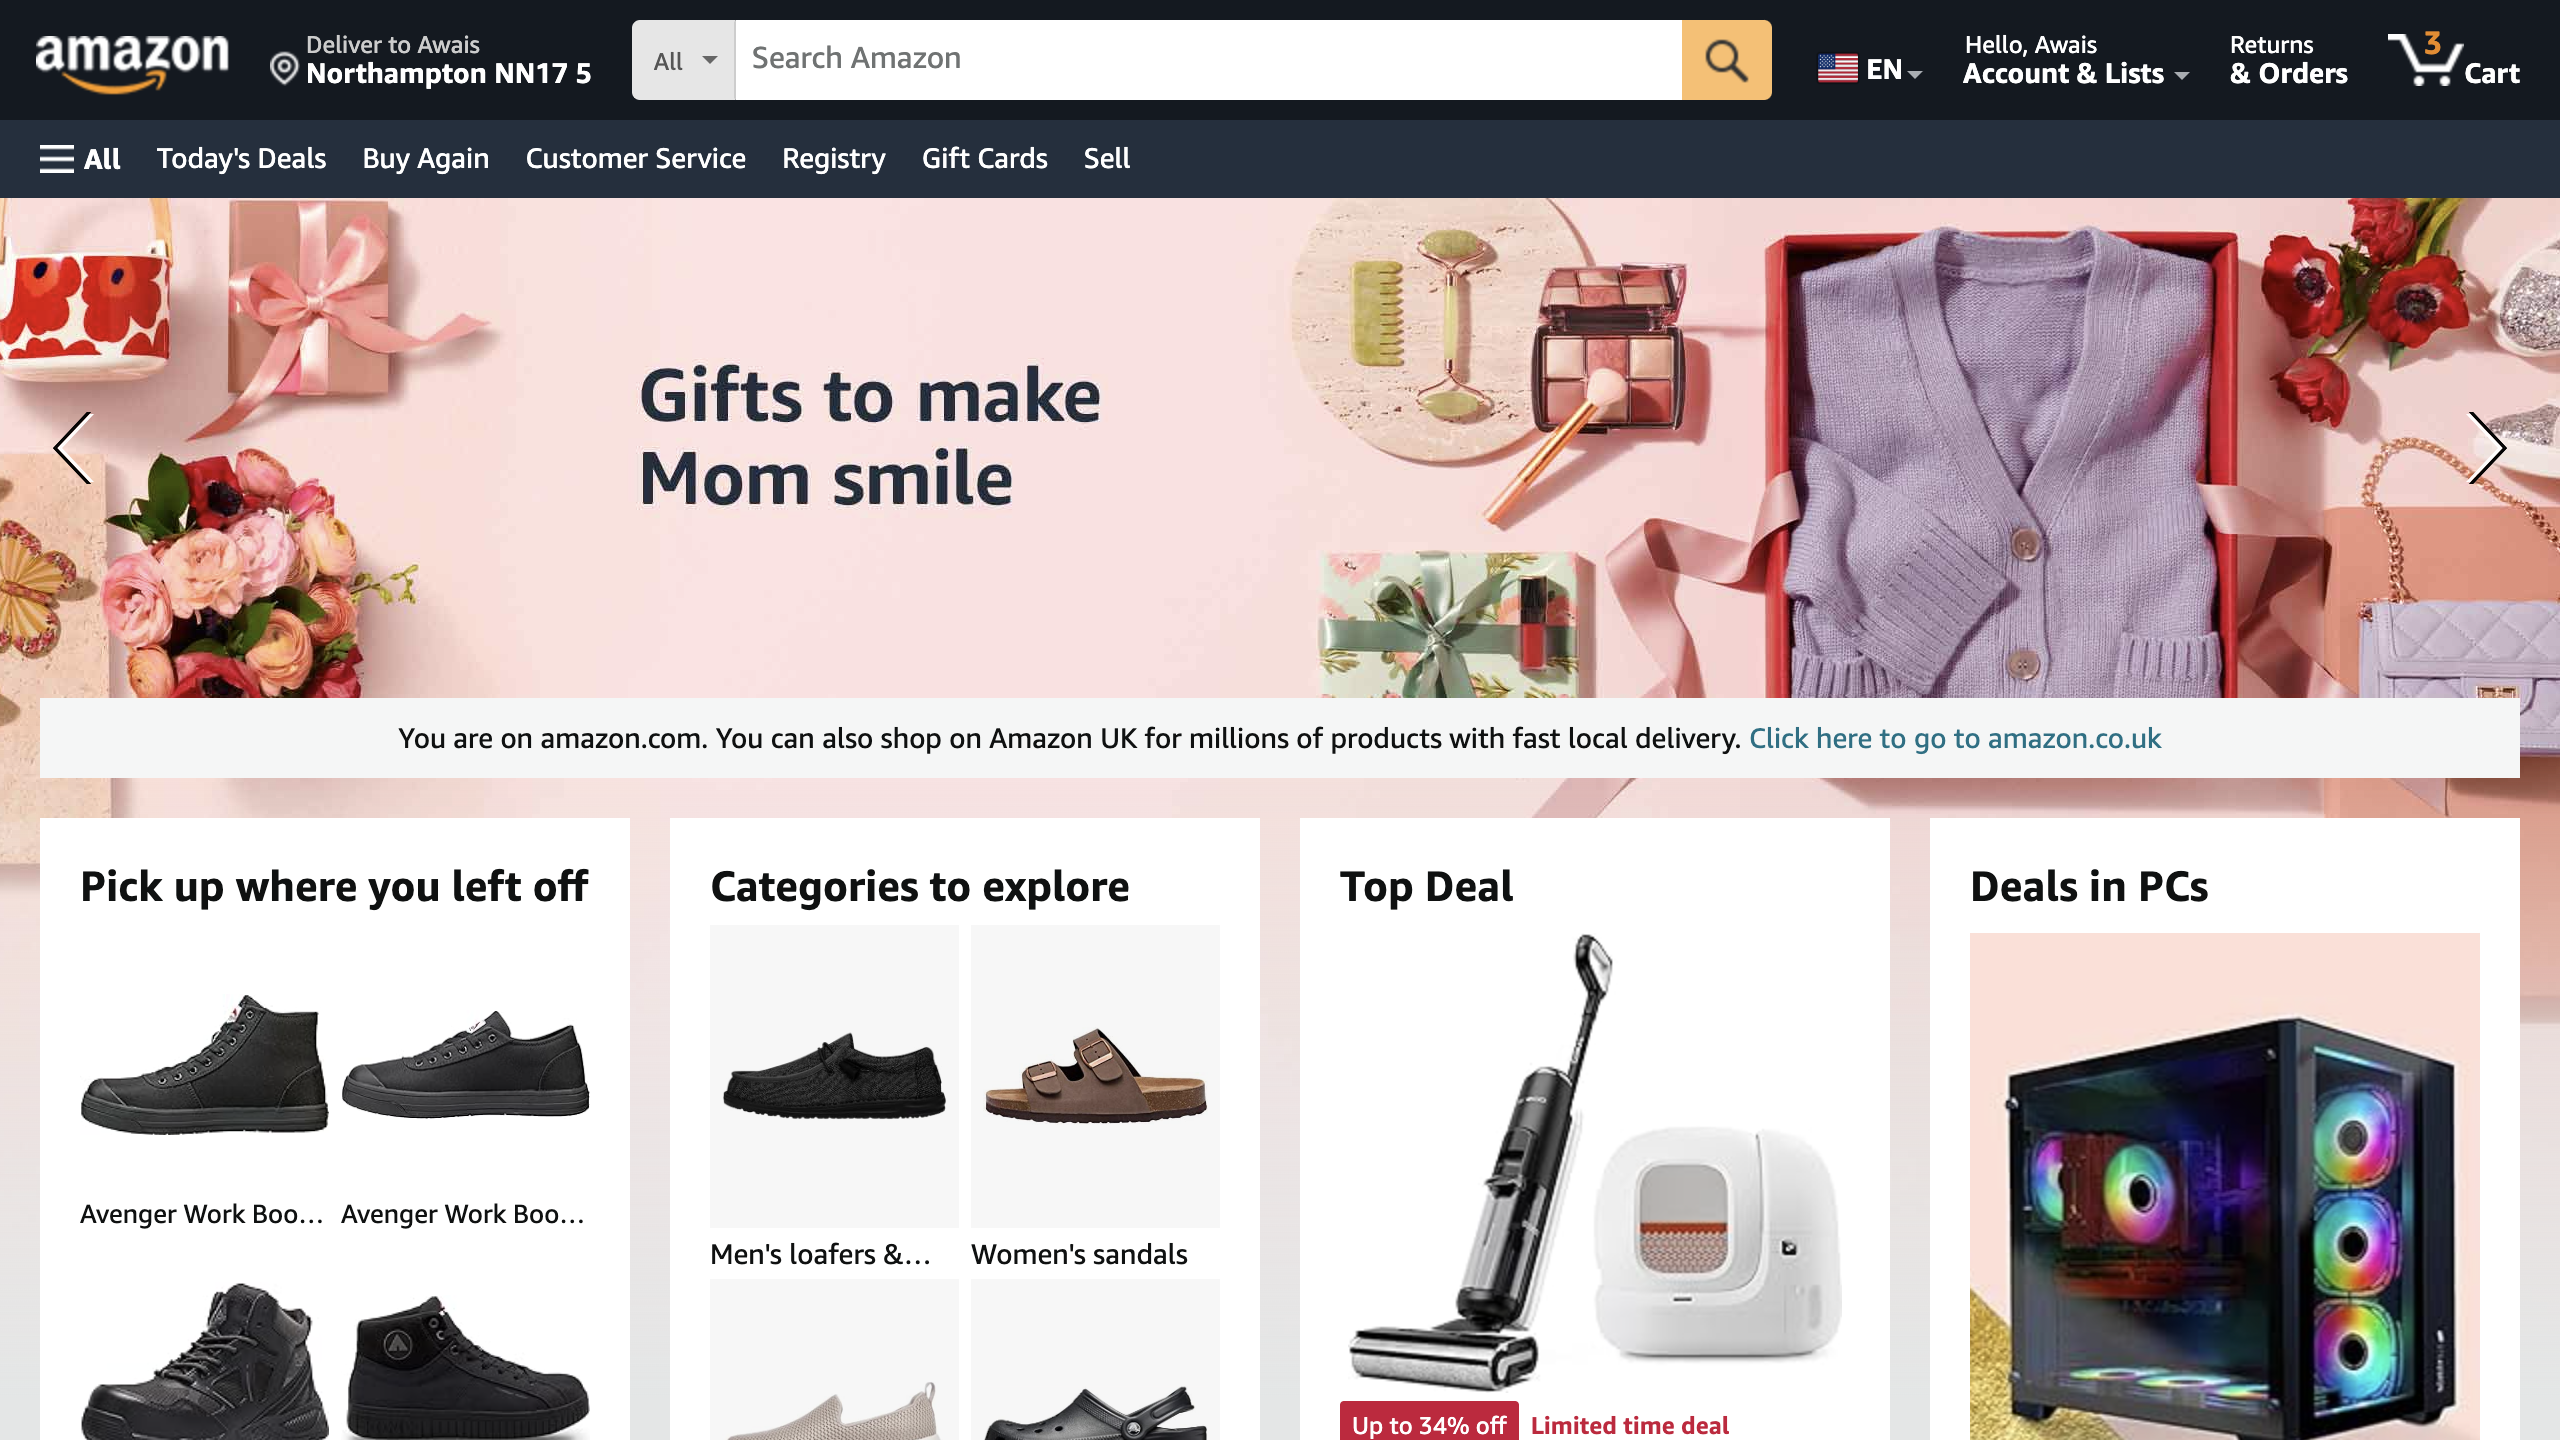 amazon
Deliver to Awais
Northampton NN17 5
All
Search Amazon
EN
Hello, Awais
Account & Lists
Returns
& Orders
3
Cart
All
Today's Deals
Buy Again
Customer Service
Registry
Gift Cards
Sell
Gifts to make
Mom smile
You are on amazon.com. You can also shop on Amazon UK for millions of products with fast local delivery. Click here to go to amazon.co.uk
Pick up where you left off
Categories to explore
Top Deal
Deals in PCs
Avenger Work Boo…
Avenger Work Boo…
Men's loafers &…
Women's sandals
Up to 34% off
Limited time deal